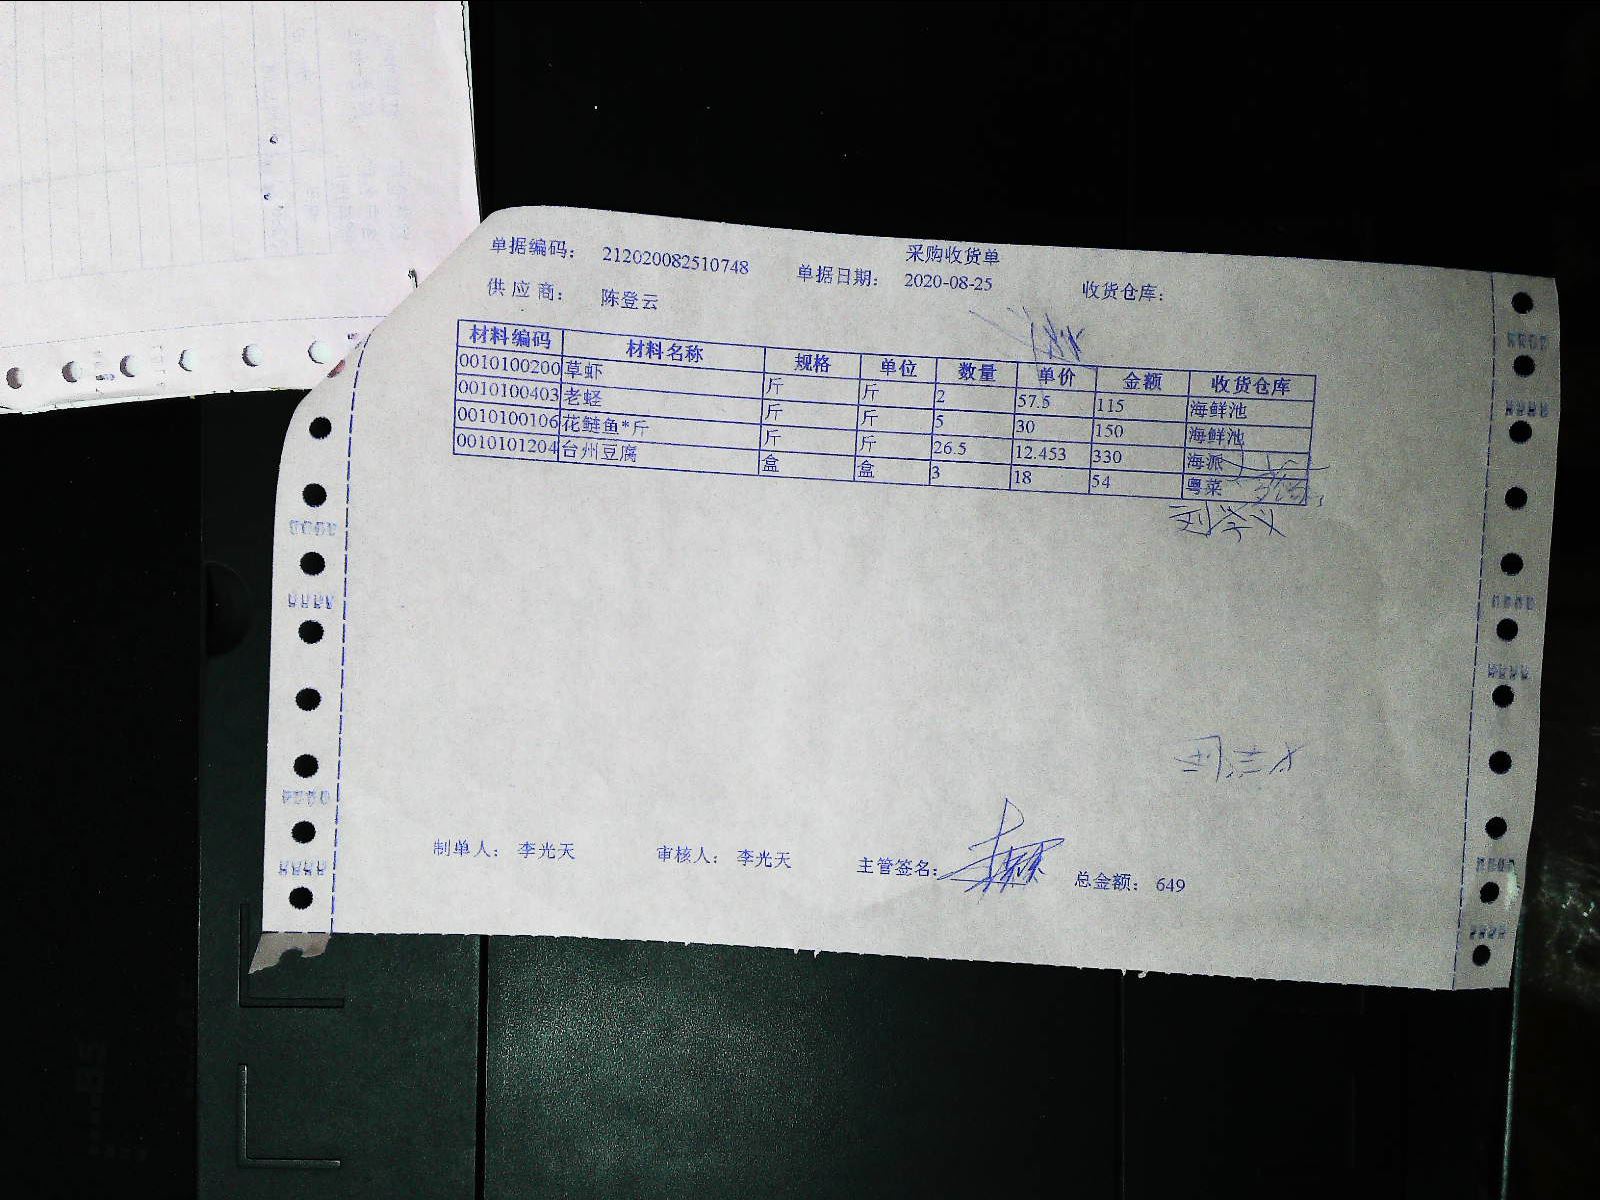 采购收货单
单据编码： 212020082510748 单据日期： 2020-08-25 收货仓库：
供 应 商： 陈登云
材料编码 材料名称 规格 单位 数量 单价 金额 收货仓库
0010100200 草虾 斤 斤 2 57.5 115 海鲜池
0010100403 老蛏 斤 斤 5 30 150 海鲜池
0010100106 花鲢鱼*斤 斤 斤 26.5 12.453 330 海派
0010101204 台州豆腐 盒 盒 3 18 54 粤菜
制单人： 李光天 审核人： 李光天 主管签名： 总金额： 649